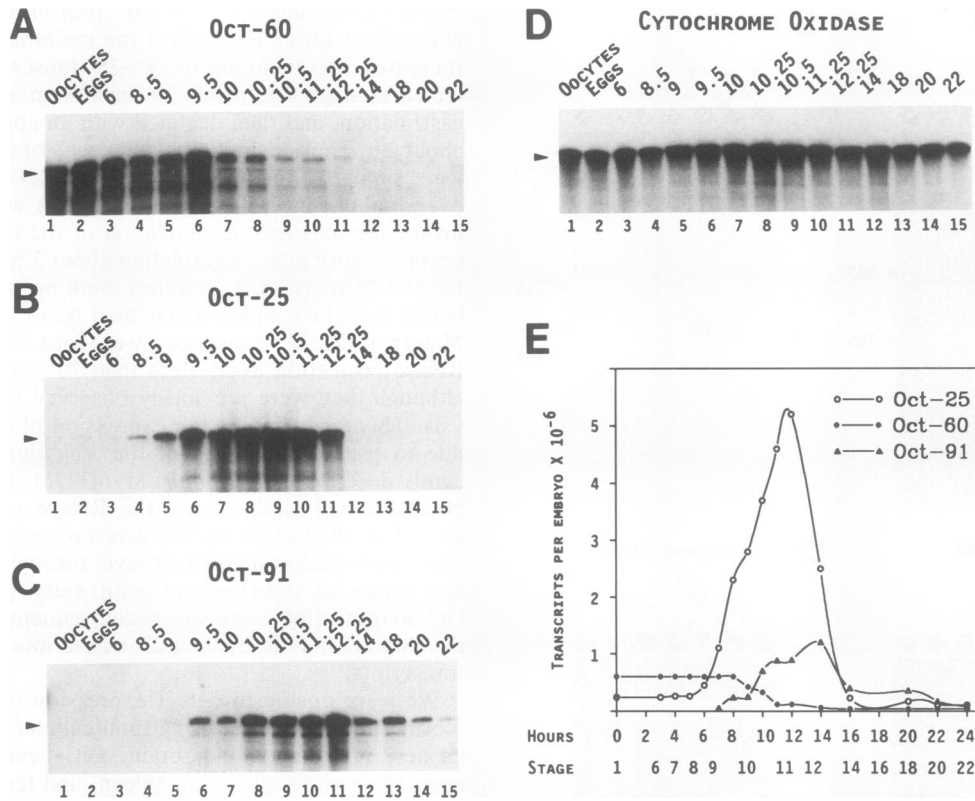 A OCT-60
OOCYTES EGGS 6 8.5 9 9.5 10 10.25 10.5 11.25 12.25 14 18 20 22
1 2 3 4 5 6 7 8 9 10 11 12 13 14 15
B OCT-25
OOCYTES EGGS 6 8.5 9 9.5 10 10.25 10.5 11.25 12.25 14 18 20 22
1 2 3 4 5 6 7 8 9 10 11 12 13 14 15
C OCT-91
OOCYTES EGGS 6 8.5 9 9.5 10 10.25 10.5 11.25 12.25 14 18 20 22
1 2 3 4 5 6 7 8 9 10 11 12 13 14 15
D CYTOCHROME OXIDASE
OOCYTES EGGS 6 8.5 9 9.5 10 10.25 10.5 11.25 12.25 14 18 20 22
1 2 3 4 5 6 7 8 9 10 11 12 13 14 15
E
Oct-25
Oct-60
Oct-91
TRANSCRIPTS PER EMBRYO X 10-6
5
4
3
2
1
HOURS 0 2 4 6 8 10 12 14 16 18 20 22 24
STAGE 1 6 7 8 9 10 11 12 14 16 18 20 22